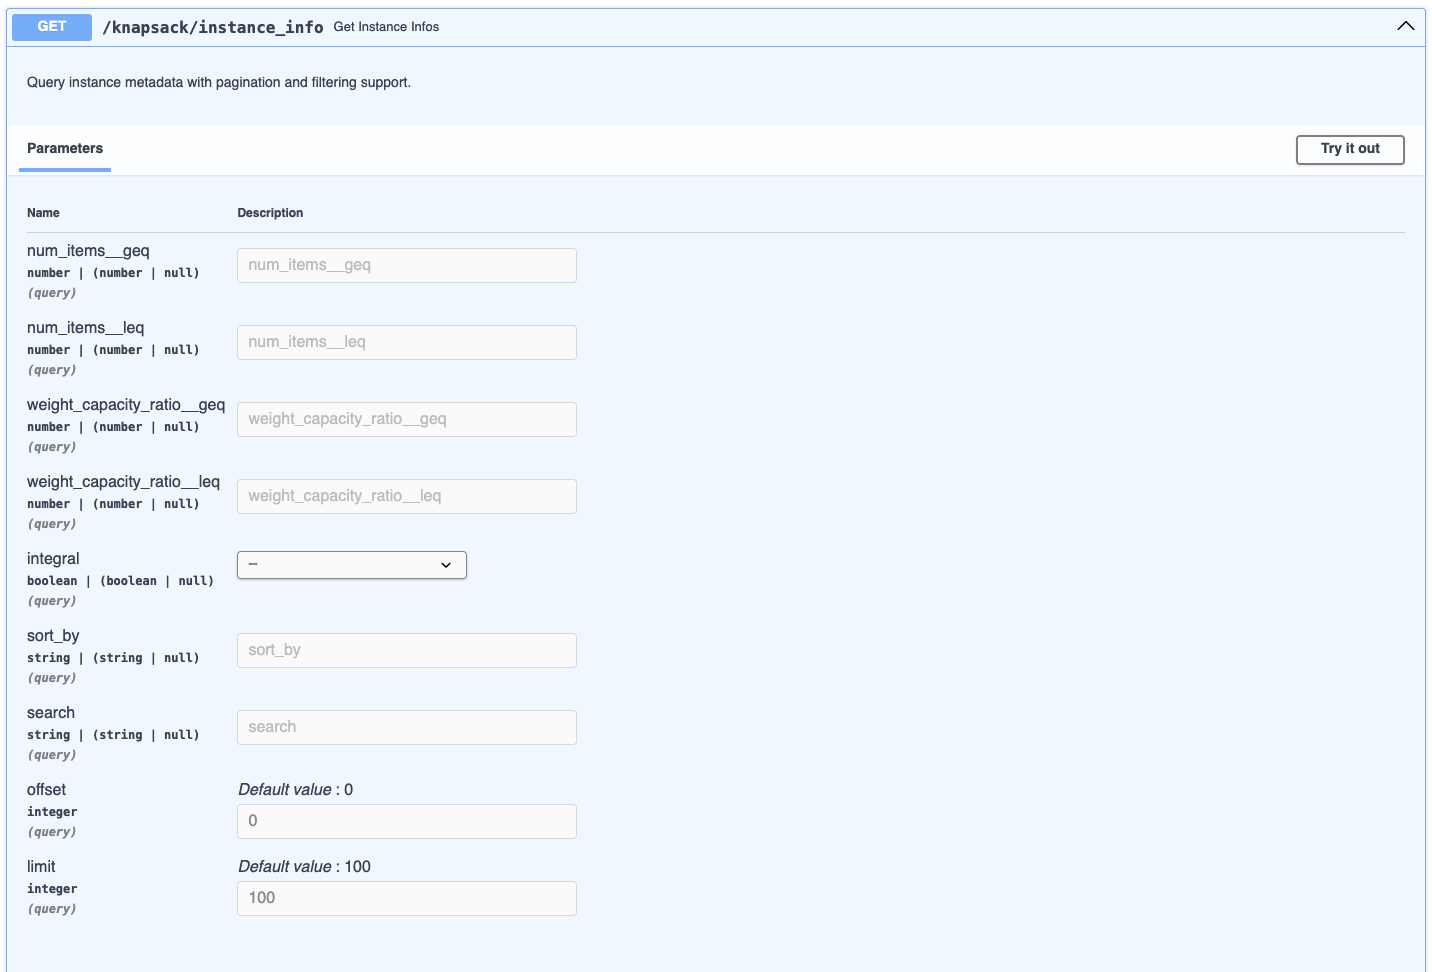 GET /knapsack/instance_info Get Instance Infos
Query instance metadata with pagination and filtering support.
Parameters Try it out
Name Description
num_items__geq
number | (number | null)
(query)
num_items__geq
num_items__leq
number | (number | null)
(query)
num_items__leq
weight_capacity_ratio__geq
number | (number | null)
(query)
weight_capacity_ratio__geq
weight_capacity_ratio__leq
number | (number | null)
(query)
weight_capacity_ratio__leq
integral
boolean | (boolean | null)
(query)
--
sort_by
string | (string | null)
(query)
sort_by
search
string | (string | null)
(query)
search
offset
integer
(query)
Default value : 0
0
limit
integer
(query)
Default value : 100
100